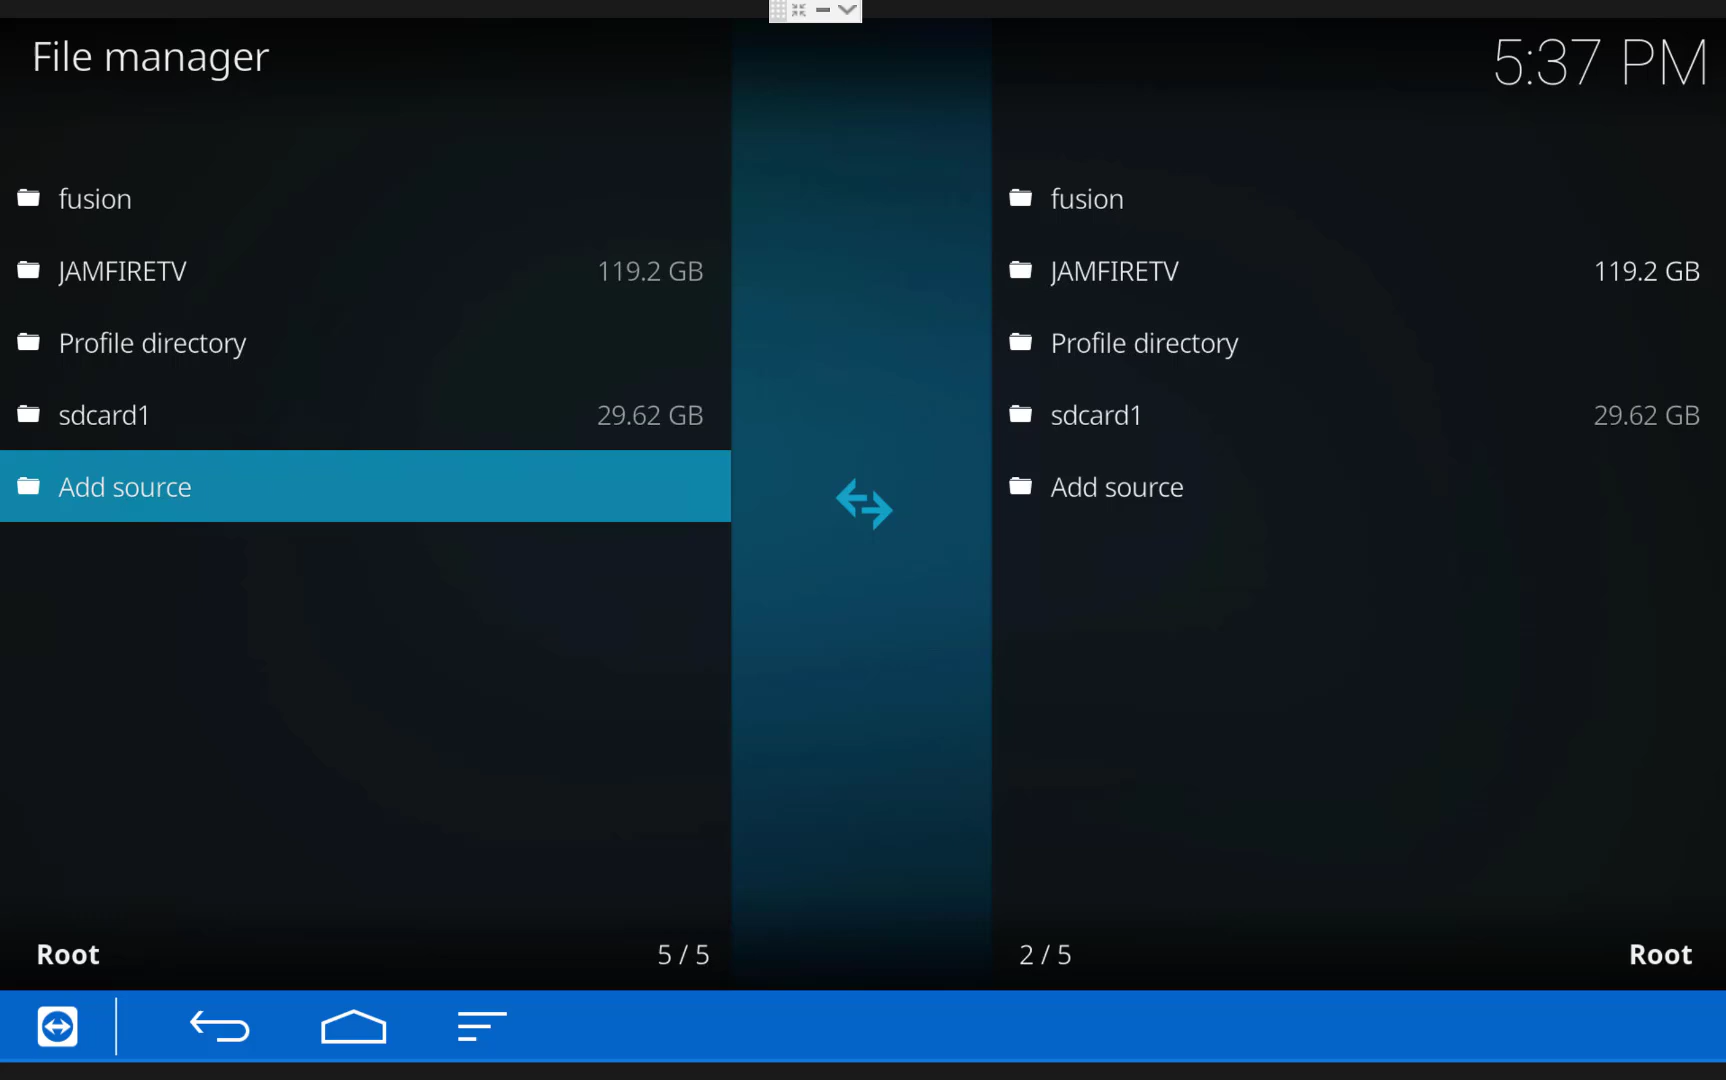 File manager
5:37 PM
fusion
JAMFIRETV 119.2 GB
Profile directory
sdcard1 29.62 GB
Add source
fusion
JAMFIRETV 119.2 GB
Profile directory
sdcard1 29.62 GB
Add source
Root 5 / 5
2 / 5 Root